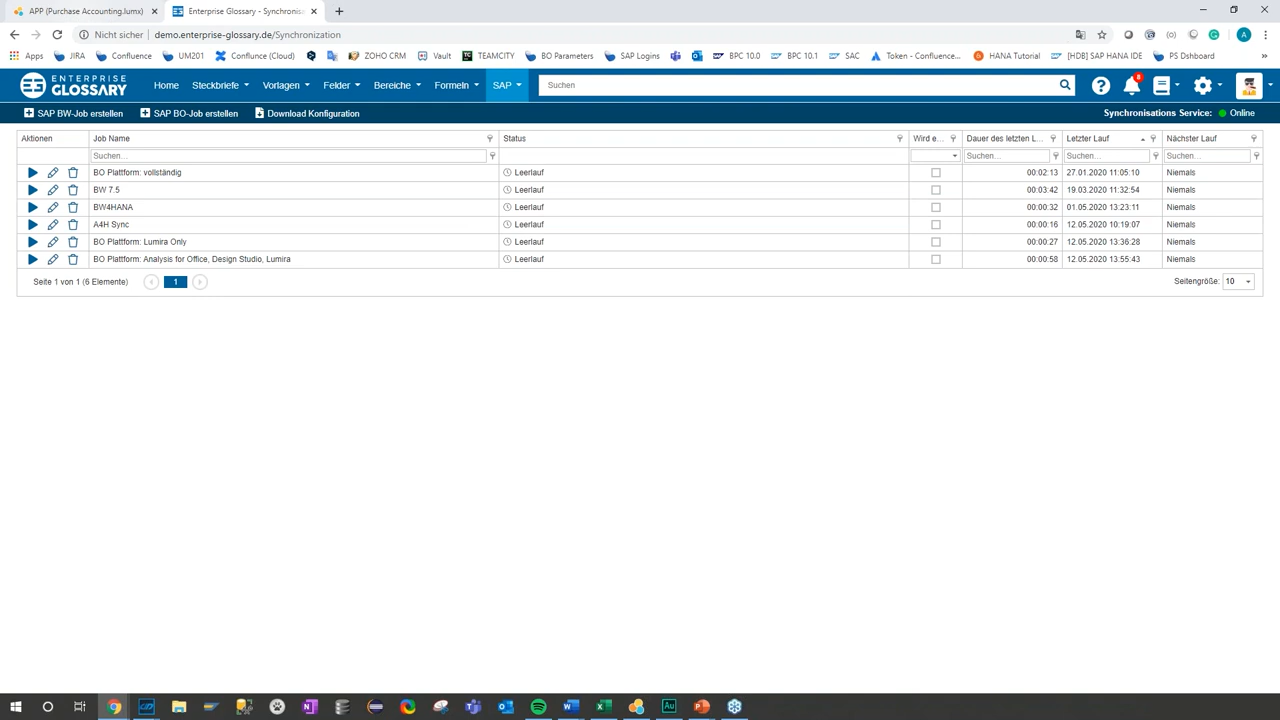 APP (Purchase Accounting.lumx) Enterprise Glossary - Synchronis
Nicht sicher demo.enterprise-glossary.de/Synchronization A
Apps JIRA Confluence UM201 Conflunce (Cloud) ZOHO CRM Vault TEAMCITY BO Parameters SAP Logins BPC 10.0 BPC 10.1 SAC Token - Confluence... HANA Tutorial [HDB] SAP HANA IDE PS Dshboard
ENTERPRISE GLOSSARY Home Steckbriefe Vorlagen Felder Bereiche Formeln SAP Suchen 8
SAP BW-Job erstellen SAP BO-Job erstellen Download Konfiguration Synchronisations Service: Online
Aktionen Job Name Status Wird e... Dauer des letzten L... Letzter Lauf Nächster Lauf
Suchen... Suchen... Suchen... Suchen...
BO Platform: vollständig Leerlauf 00:02:13 27.01.2020 11:05:10 Niemals
BW 7.5 Leerlauf 00:03:42 19.03.2020 11:32:54 Niemals
BW4HANA Leerlauf 00:00:32 01.05.2020 13:23:11 Niemals
A4H Sync Leerlauf 00:00:16 12.05.2020 10:19:07 Niemals
BO Plattform: Lumira Only Leerlauf 00:00:27 12.05.2020 13:36:28 Niemals
BO Plattform: Analysis for Office, Design Studio, Lumira Leerlauf 00:00:58 12.05.2020 13:55:43 Niemals
Seite 1 von 1 (6 Elemente) 1 Seitengröße: 10